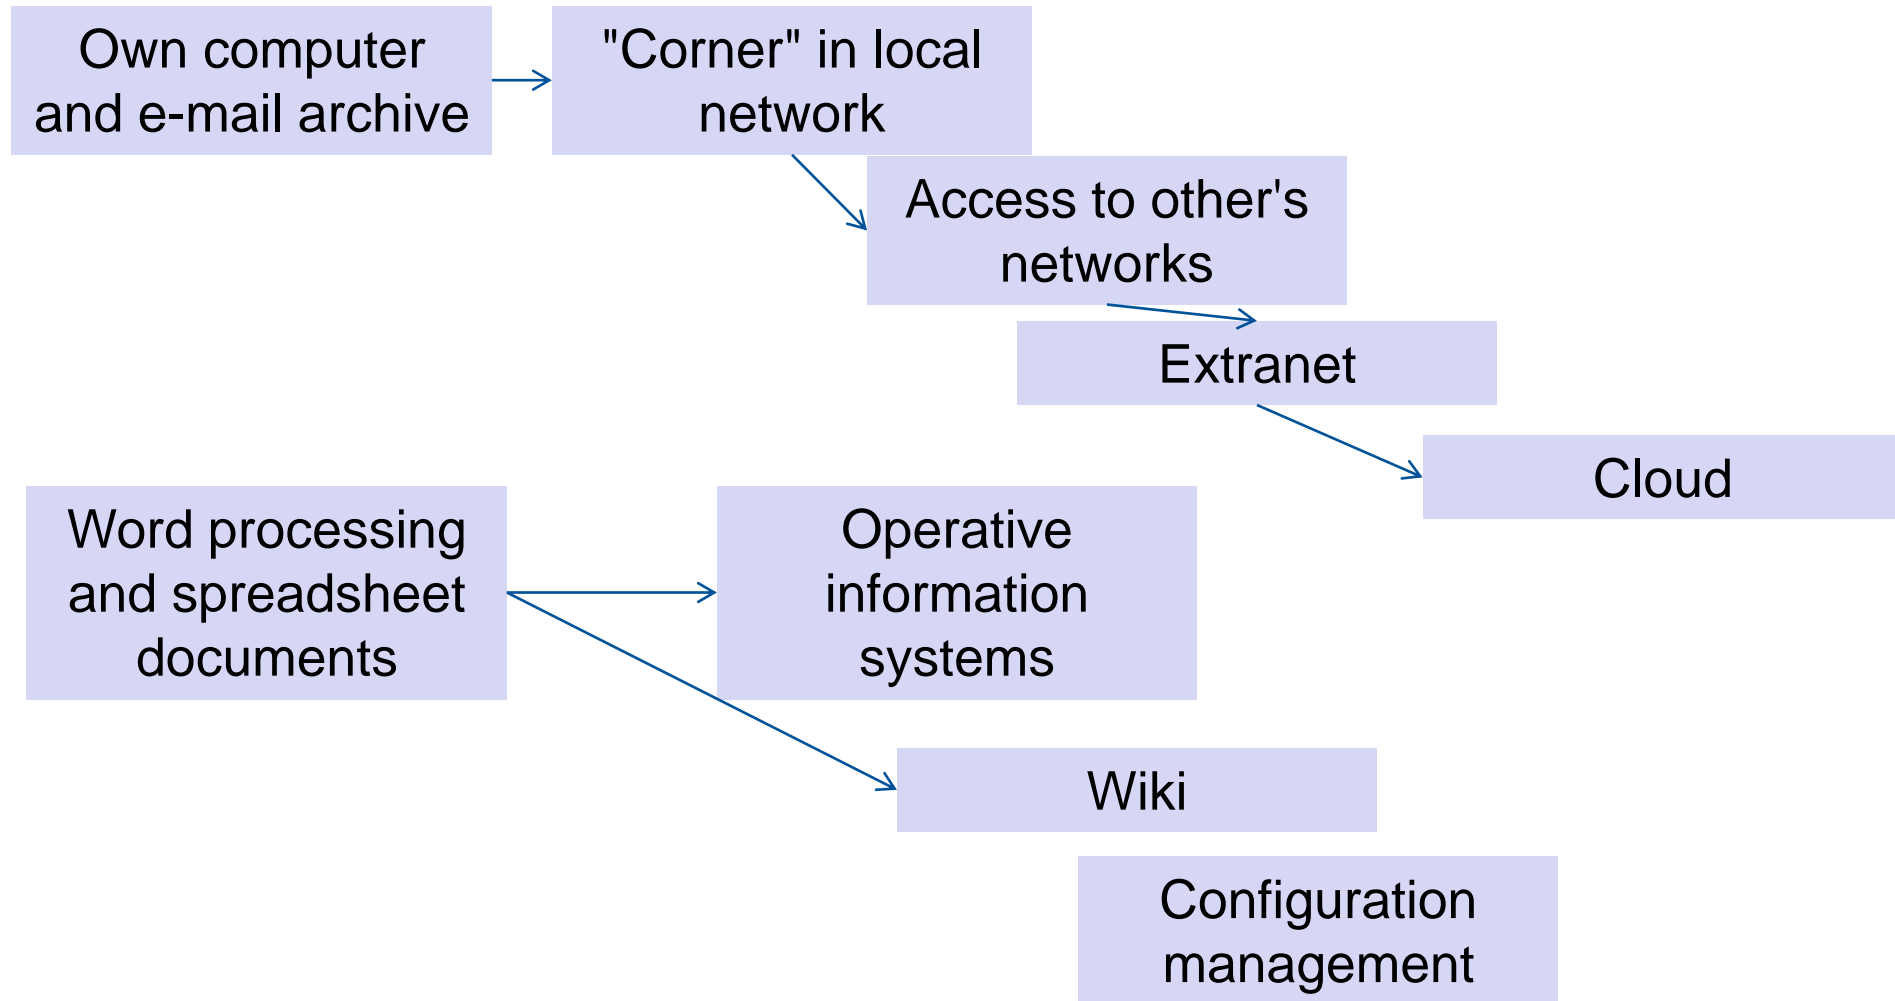 Own computer
and e-mail archive
"Corner" in local
network
Access to other's
networks
Extranet
Cloud
Word processing
and spreadsheet
documents
Operative
information
systems
Wiki
Configuration
management